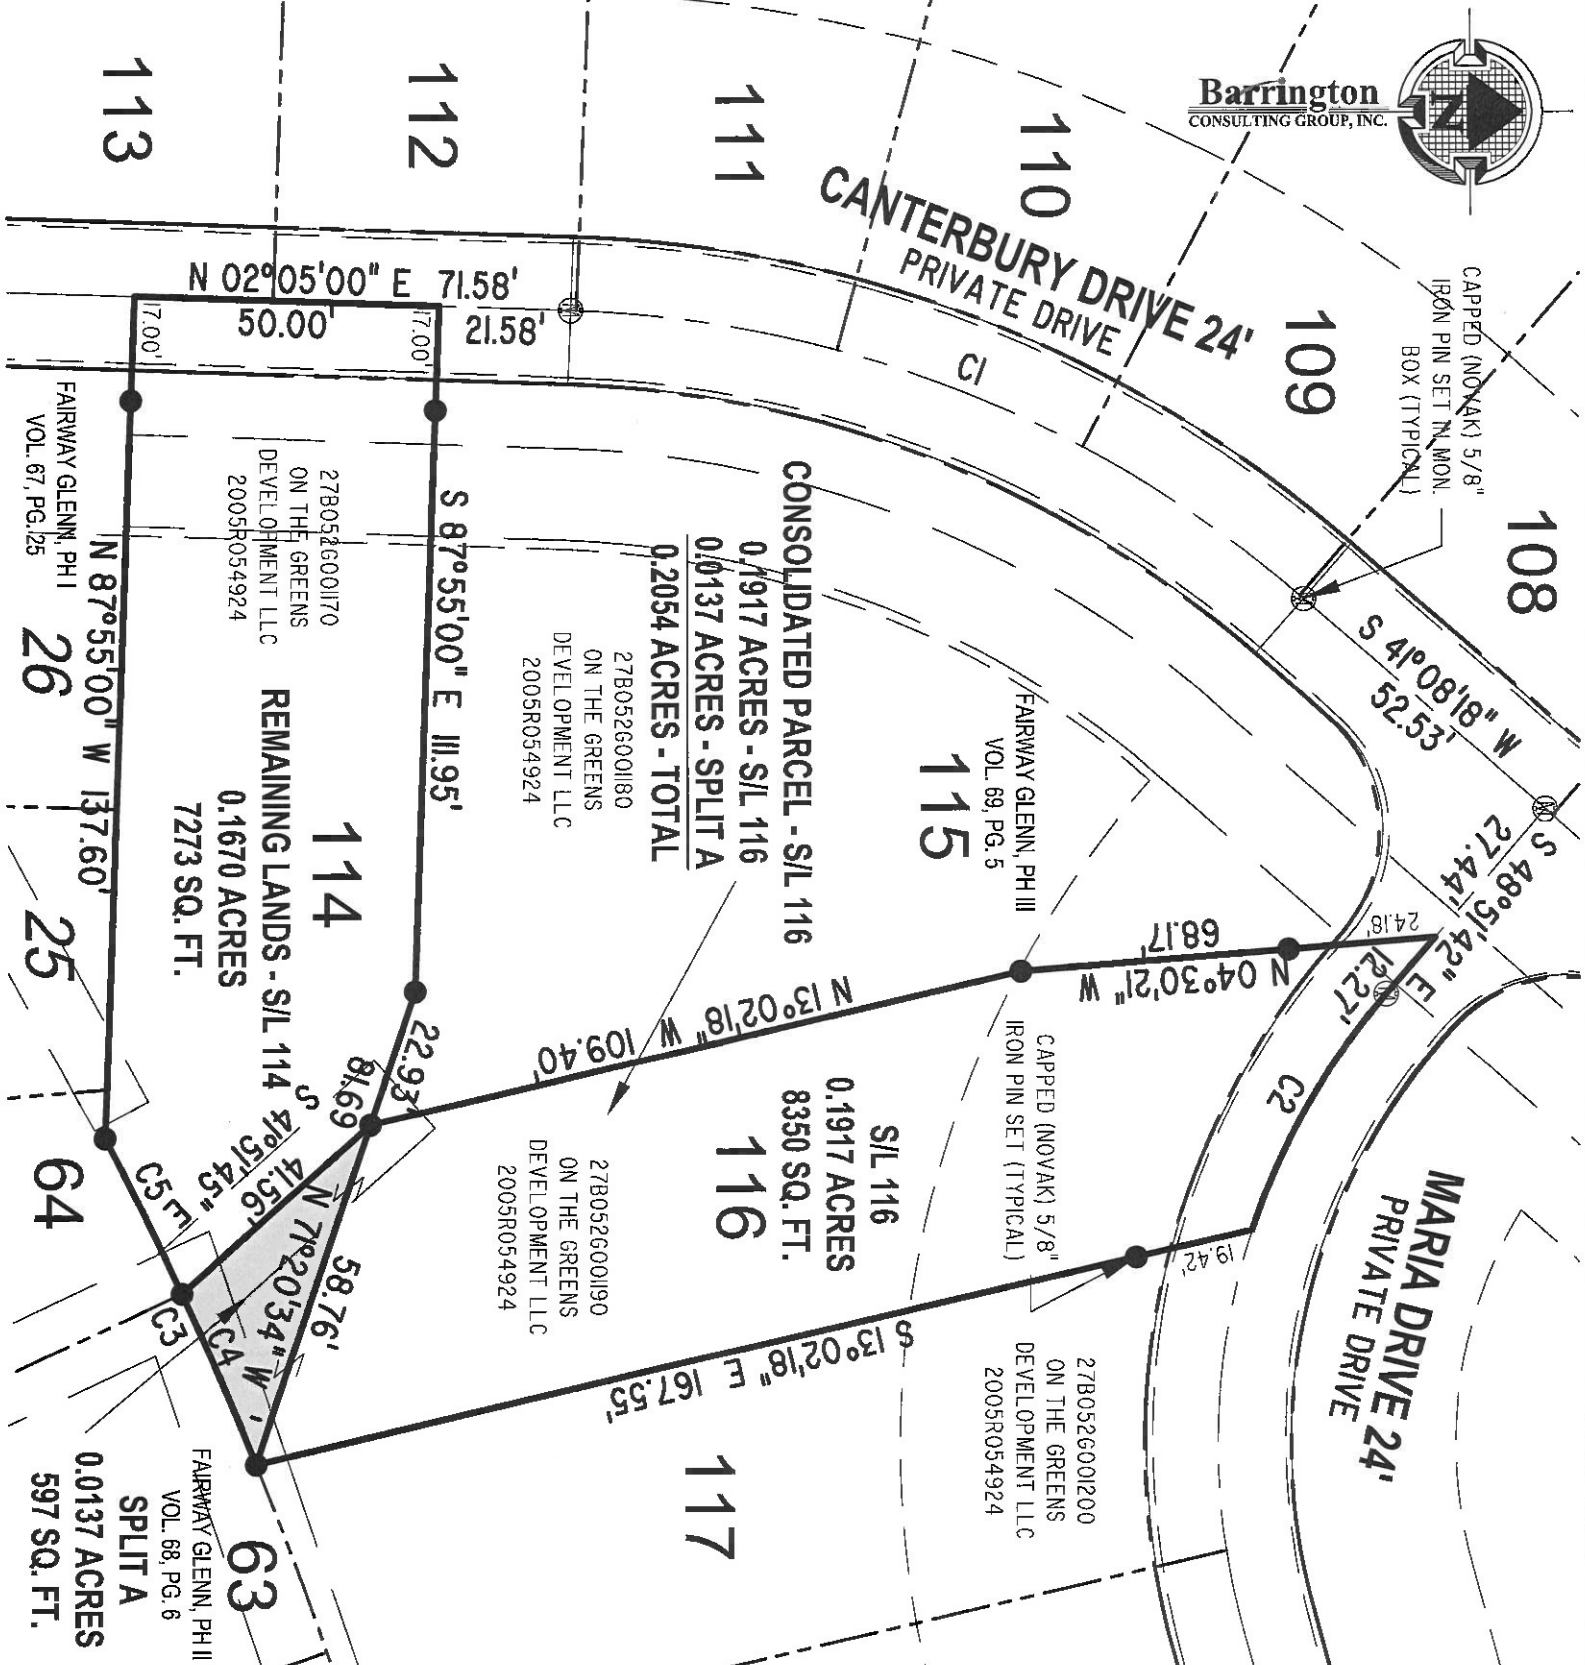 Barrington
CONSULTING GROUP, INC.
N
CAPPED (NOVAK) 5/8"
IRON PIN SET IN MON.
BOX (TYPICAL)
108
109
110
111
112
113
CANTERBURY DRIVE 24'
PRIVATE DRIVE
C1
S 41°08'18" W
52.53'
S 48°51'42" E
27.44'
12.27'
24.18'
C2
MARIA DRIVE 24'
PRIVATE DRIVE
N 02°05'00" E 71.58'
50.00'
21.58'
17.00'
17.00'
FAIRWAY GLENN, PH I
VOL. 67, PG. 25
27B052G001170
ON THE GREENS
DEVELOPMENT LLC
2005R054924
S 87°55'00" E 111.95'
N 87°55'00" W 137.60'
26
25
64
114
REMAINING LANDS - S/L 114
0.1670 ACRES
7273 SQ. FT.
CONSOLIDATED PARCEL - S/L 116
0.1917 ACRES - S/L 116
0.0137 ACRES - SPLIT A
0.2054 ACRES - TOTAL
27B052G001180
ON THE GREENS
DEVELOPMENT LLC
2005R054924
FAIRWAY GLENN, PH III
VOL. 69, PG. 5
115
68.17'
N 04°30'21" W
N 13°02'18" W 109.40'
22.93'
81.69'
S 41°51'45" E
41.56'
N 71°20'34" W
58.76'
C5
C3
C4
CAPPED (NOVAK) 5/8"
IRON PIN SET (TYPICAL)
S/L 116
0.1917 ACRES
8350 SQ. FT.
116
27B052G001190
ON THE GREENS
DEVELOPMENT LLC
2005R054924
19.42'
S 13°02'18" E 167.55'
27B052G001200
ON THE GREENS
DEVELOPMENT LLC
2005R054924
117
FAIRWAY GLENN, PH II
VOL. 68, PG. 6
63
SPLIT A
0.0137 ACRES
597 SQ. FT.